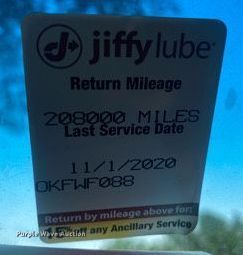 jiffy lube
Return Mileage
208000 MILES
Last Service Date
11/1/2020
OKFWF088
Return by mileage above for:
or any Ancillary Service
Purple Wave Auction